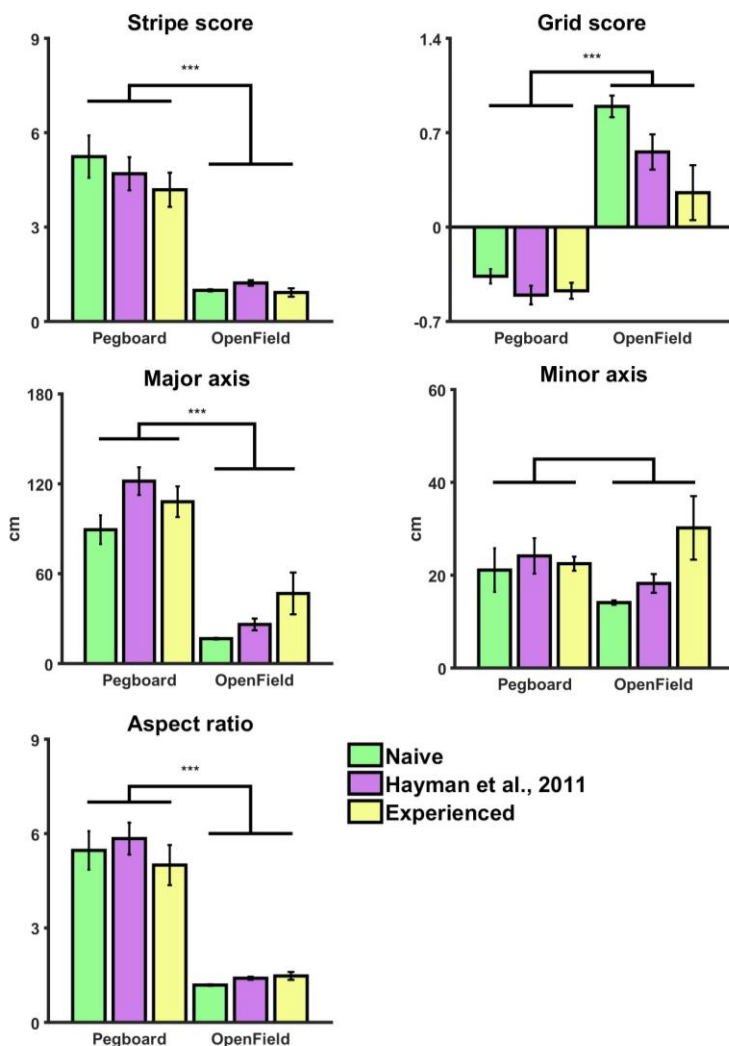 Stripe score
9
***
6
3
0
Pegboard OpenField
Grid score
1.4
***
0.7
0
-0.7
Pegboard OpenField
Major axis
180
***
120
cm
60
0
Pegboard OpenField
Minor axis
60
40
cm
20
0
Pegboard OpenField
Aspect ratio
9
***
6
3
0
Pegboard OpenField
Naive
Hayman et al., 2011
Experienced